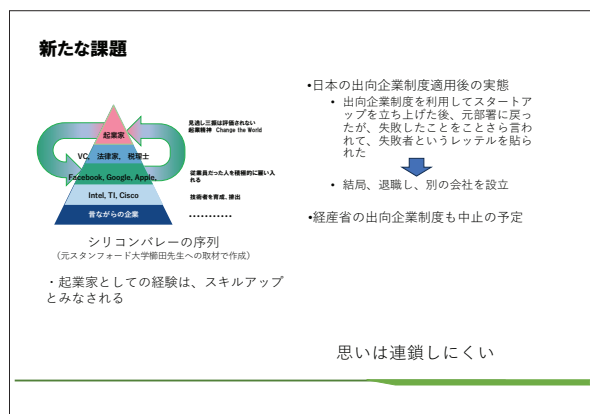 新たな課題
起業家
VC、法律家、税理士
Facebook, Google, Apple,
Intel, TI, Cisco
昔ながらの企業
見逃し三振は評価されない
起業精神 Change the World
従業員だった人を積極的に雇い入
れる
技術者を育成、排出
・・・・・・・・・・・
シリコンバレーの序列
(元スタンフォード大学櫛田先生への取材で作成)
・起業家としての経験は、スキルアップ
とみなされる
•日本の出向企業制度適用後の実態
• 出向企業制度を利用してスタートア
ップを立ち上げた後、元部署に戻っ
たが、失敗したことをことさら言わ
れて、失敗者というレッテルを貼ら
れた
• 結局、退職し、別の会社を設立
•経産省の出向企業制度も中止の予定
思いは連鎖しにくい